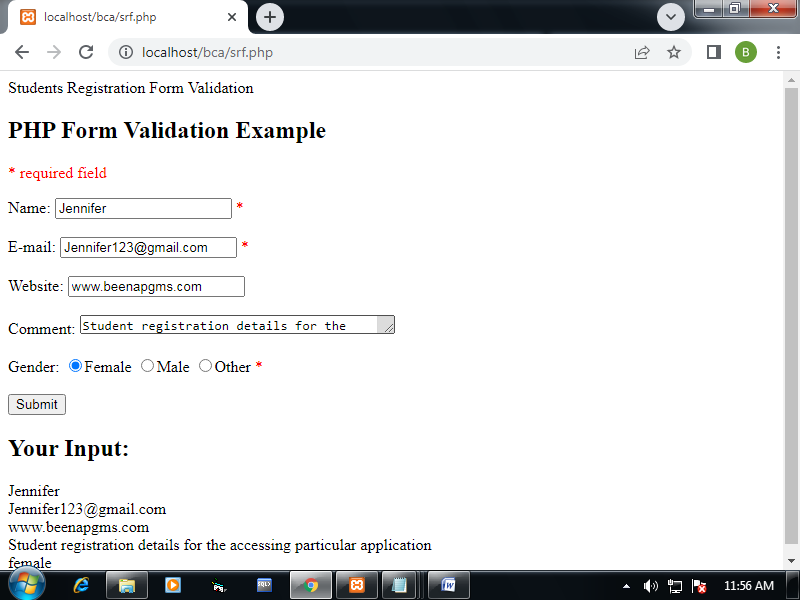 localhost/bca/srf.php
localhost/bca/srf.php
B
Students Registration Form Validation
PHP Form Validation Example
* required field
Name: Jennifer *
E-mail: Jennifer123@gmail.com *
Website: www.beenapgms.com
Comment: Student registration details for the
Gender: Female Male Other *
Submit
Your Input:
Jennifer
Jennifer123@gmail.com
www.beenapgms.com
Student registration details for the accessing particular application
female
11:56 AM